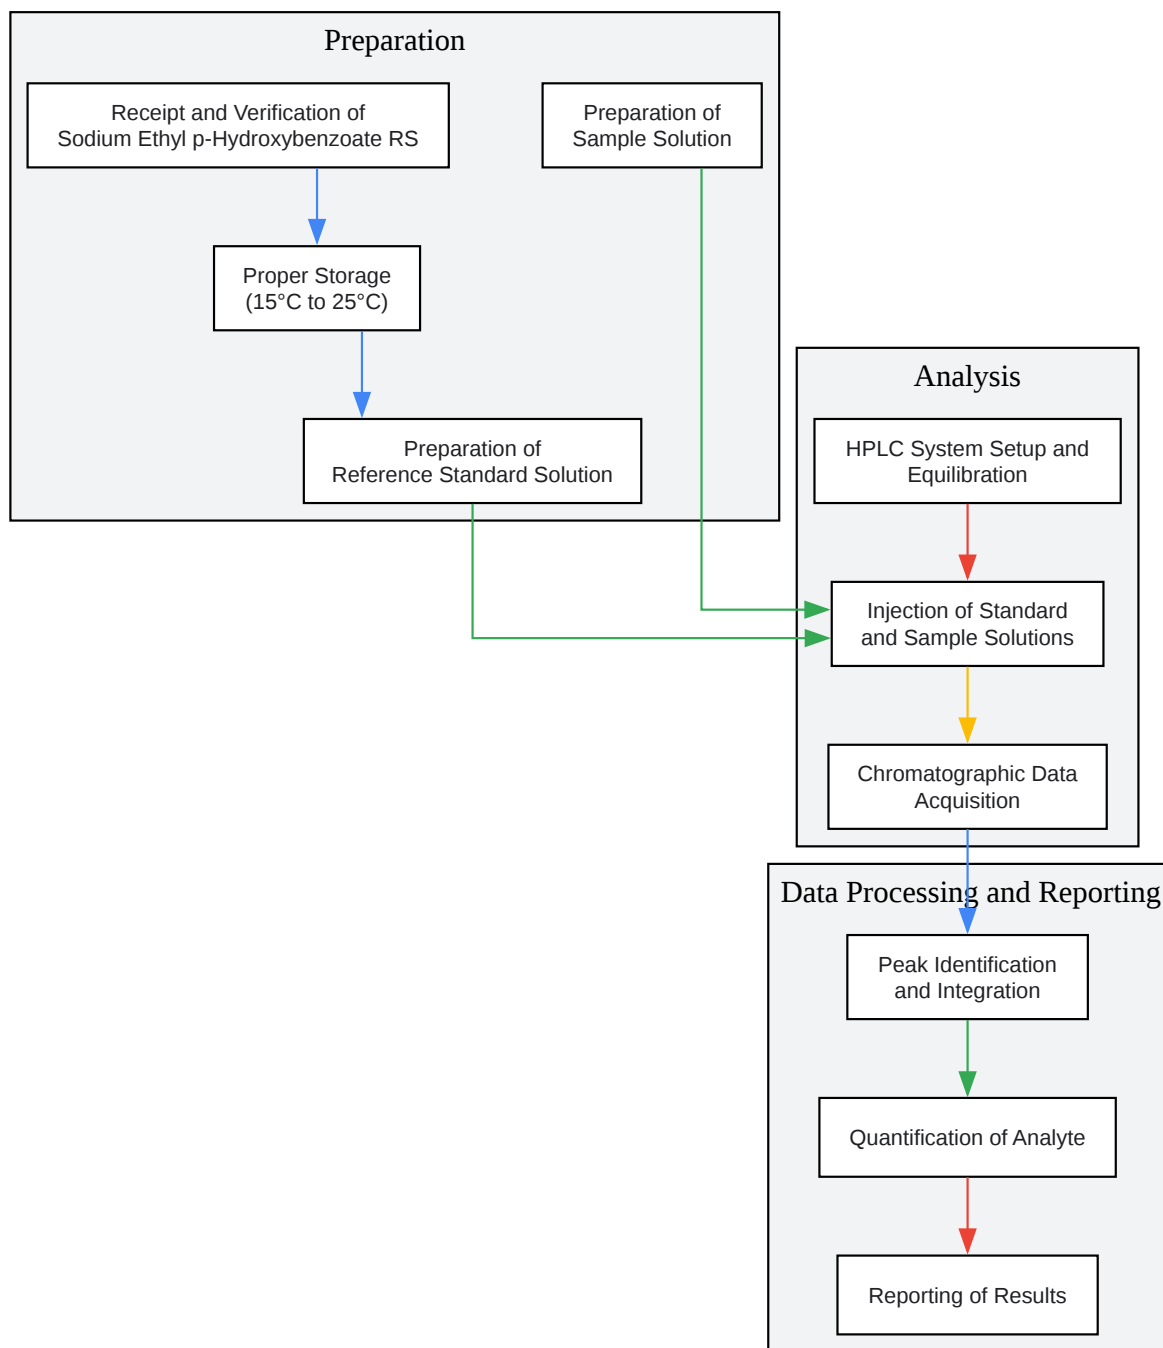 Preparation
Receipt and Verification of
Sodium Ethyl p-Hydroxybenzoate RS
Preparation of
Sample Solution
Proper Storage
(15°C to 25°C)
Preparation of
Reference Standard Solution
Analysis
HPLC System Setup and
Equilibration
Injection of Standard
and Sample Solutions
Chromatographic Data
Acquisition
Data Processing and Reporting
Peak Identification
and Integration
Quantification of Analyte
Reporting of Results